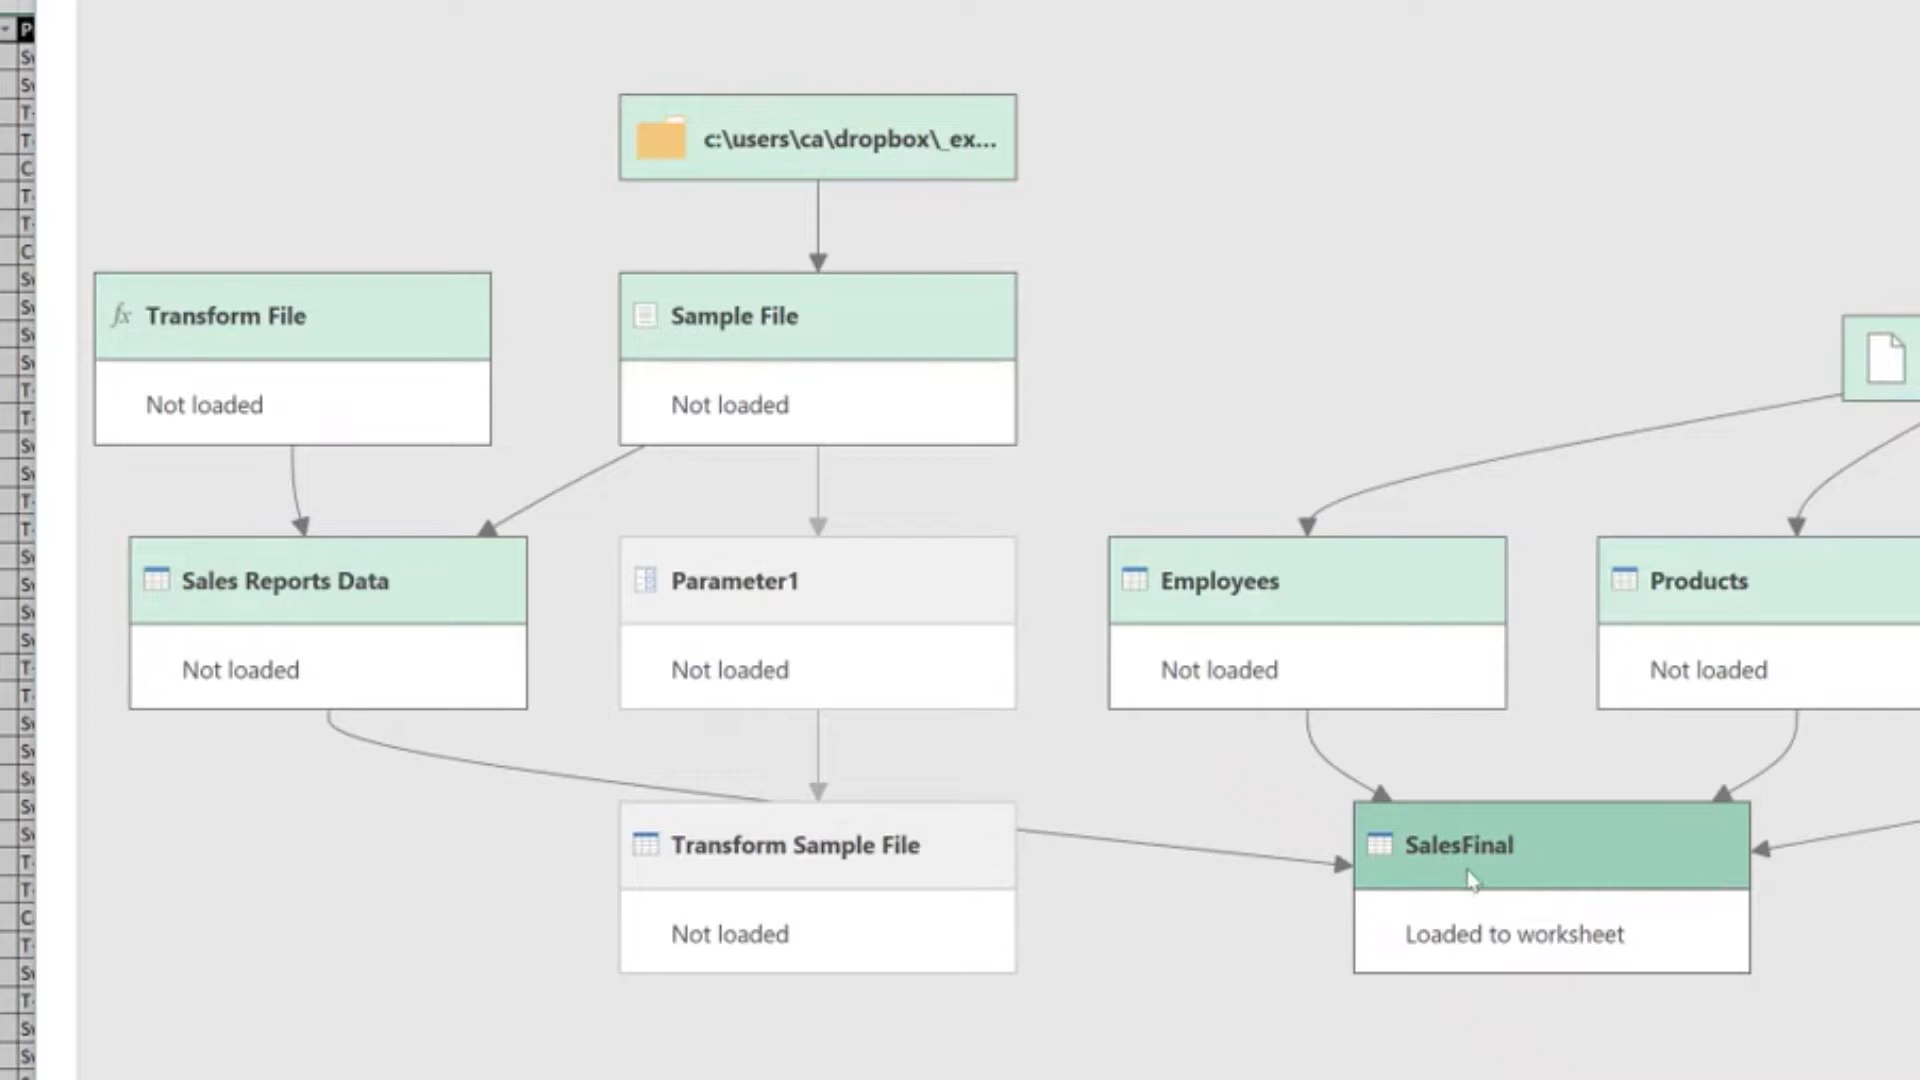 c:\users\ca\dropbox\_ex...
fx Transform File
Not loaded
Sample File
Not loaded
Sales Reports Data
Not loaded
Parameter1
Not loaded
Employees
Not loaded
Products
Not loaded
Transform Sample File
Not loaded
SalesFinal
Loaded to worksheet